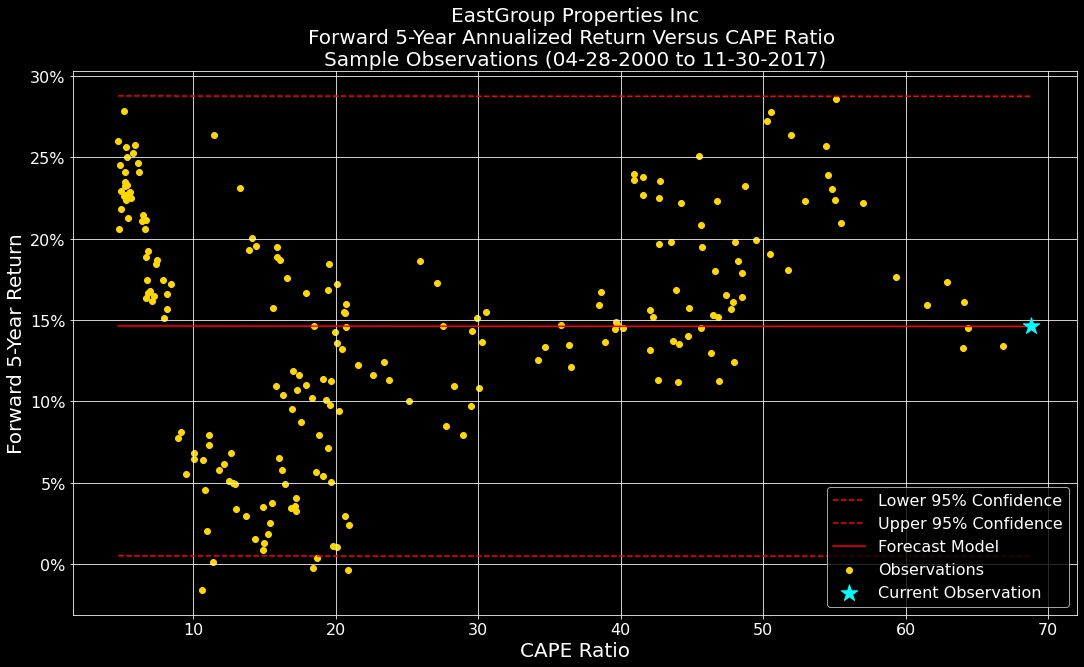 EastGroup Properties Inc
Forward 5-Year Annualized Return Versus CAPE Ratio
Sample Observations (04-28-2000 to 11-30-2017)
Forward 5-Year Return
30%
25%
20%
15%
10%
5%
0%
Lower 95% Confidence
Upper 95% Confidence
Forecast Model
Observations
Current Observation
10 20 30 40 50 60 70
CAPE Ratio